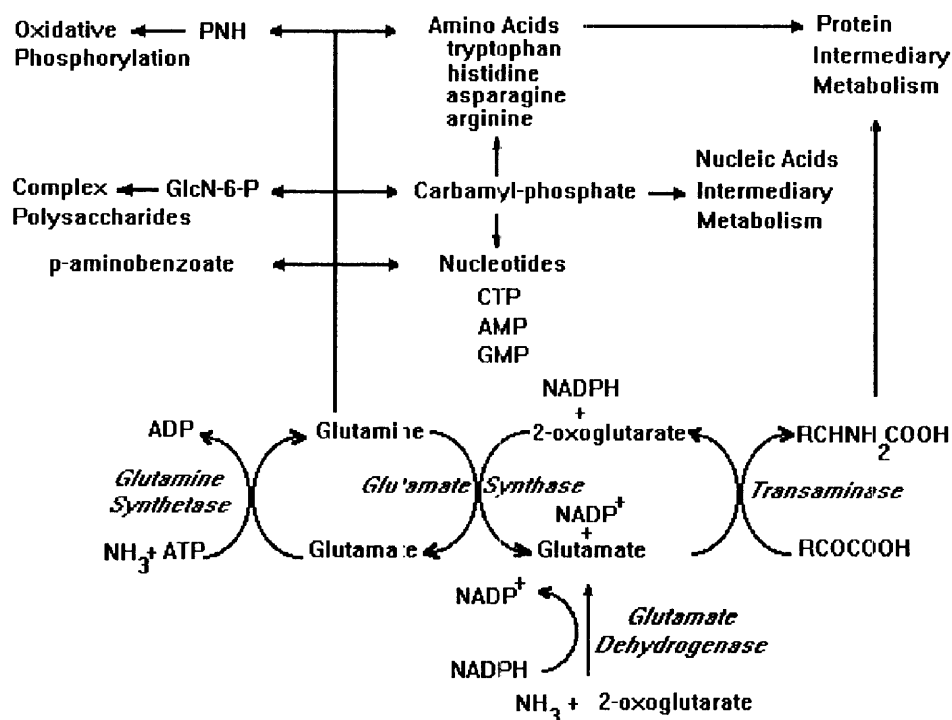 Oxidative PNH Amino Acids Protein
Phosphorylation tryptophan Intermediary
histidine Metabolism
asparagine
arginine
Nucleic Acids
Complex GlcN-6-P Carbamyl-phosphate Intermediary
Polysaccharides Metabolism
p-aminobenzoate Nucleotides
CTP
AMP
GMP
NADPH
+
ADP Glutamine 2-oxoglutarate RCHNH2COOH
Glutamine Glu'amate Synthase Transaminase
Synthetase NADP+
+
NH3+ ATP Glutamate Glutamate RCOCOOH
NADP+ Glutamate
Dehydrogenase
NADPH
NH3 + 2-oxoglutarate